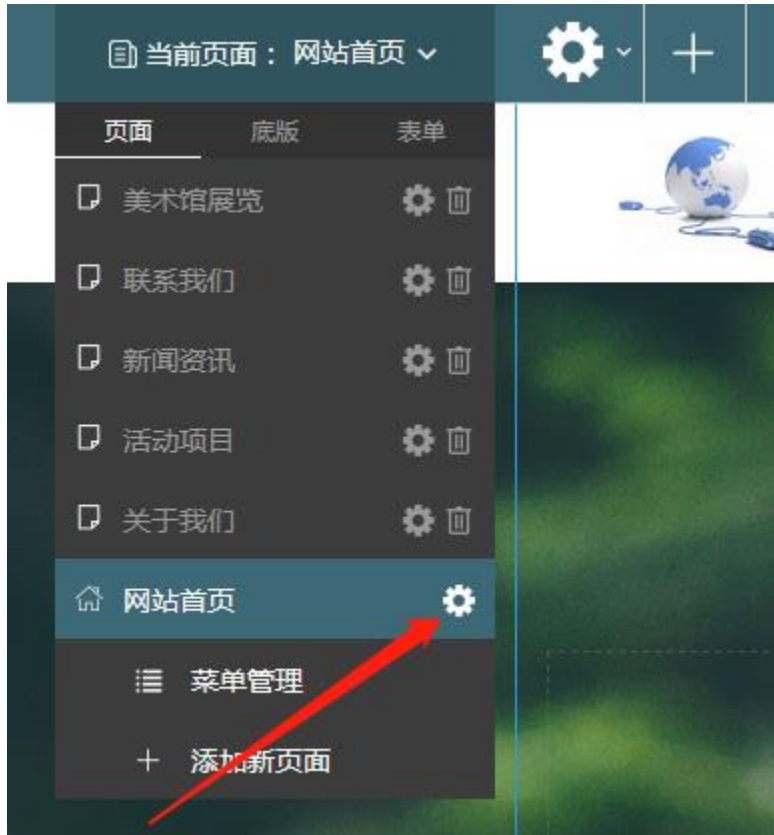 当前页面： 网站首页
页面 底版 表单
美术馆展览
联系我们
新闻资讯
活动项目
关于我们
网站首页
菜单管理
添加新页面